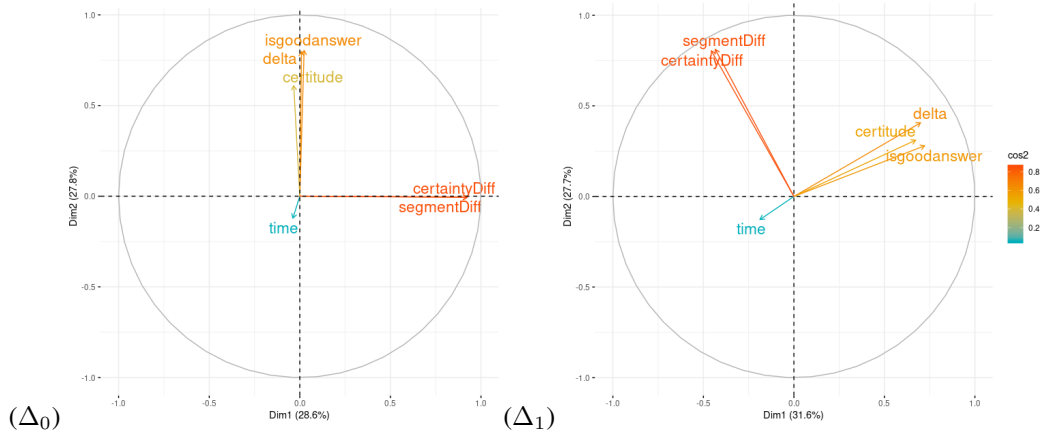 1.0
isgoodanswer
delta
certitude
0.5
Dim2 (27.8%)
certaintyDiff
0.0
segmentDiff
time
-0.5
-1.0
-1.0 -0.5 0.0 0.5 1.0
Dim1 (28.6%)
(Δ0)
1.0
segmentDiff
certaintyDiff
0.5
delta
certitude
isgoodanswer
Dim2 (27.7%)
0.0
time
-0.5
-1.0
-1.0 -0.5 0.0 0.5 1.0
Dim1 (31.6%)
(Δ1)
cos2
0.8
0.6
0.4
0.2